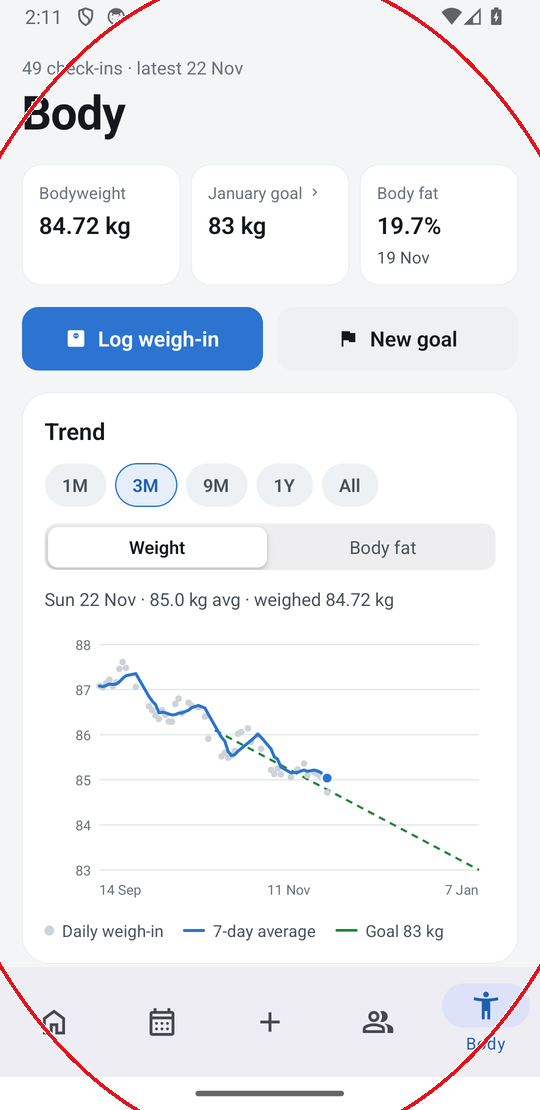 2:11
49 check-ins · latest 22 Nov
Body
Bodyweight
84.72 kg
January goal
83 kg
Body fat
19.7%
19 Nov
Log weigh-in
New goal
Trend
1M 3M 9M 1Y All
Weight Body fat
Sun 22 Nov · 85.0 kg avg · weighed 84.72 kg
88
87
86
85
84
83
14 Sep 11 Nov 7 Jan
Daily weigh-in 7-day average Goal 83 kg
Body